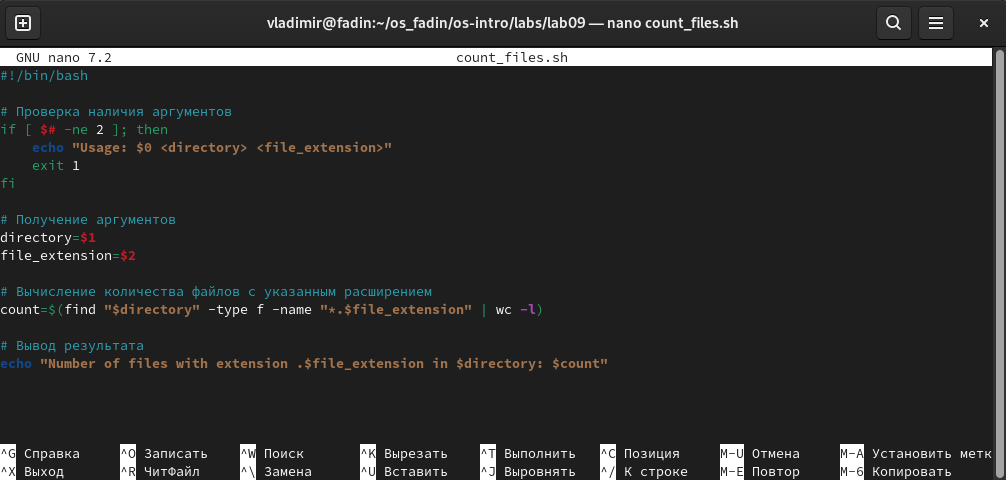 vladimir@fadin:~/os_fadin/os-intro/labs/lab09 — nano count_files.sh
GNU nano 7.2 count_files.sh
#!/bin/bash
# Проверка наличия аргументов
if [ $# -ne 2 ]; then
    echo "Usage: $0 <directory> <file_extension>"
    exit 1
fi
# Получение аргументов
directory=$1
file_extension=$2
# Вычисление количества файлов с указанным расширением
count=$(find "$directory" -type f -name "*.$file_extension" | wc -l)
# Вывод результата
echo "Number of files with extension .$file_extension in $directory: $count"
^G Справка ^O Записать ^W Поиск ^K Вырезать ^T Выполнить ^C Позиция M-U Отмена M-A Установить метк
^X Выход ^R ЧитФайл ^\ Замена ^U Вставить ^J Выровнять ^/ К строке M-E Повтор M-6 Копировать